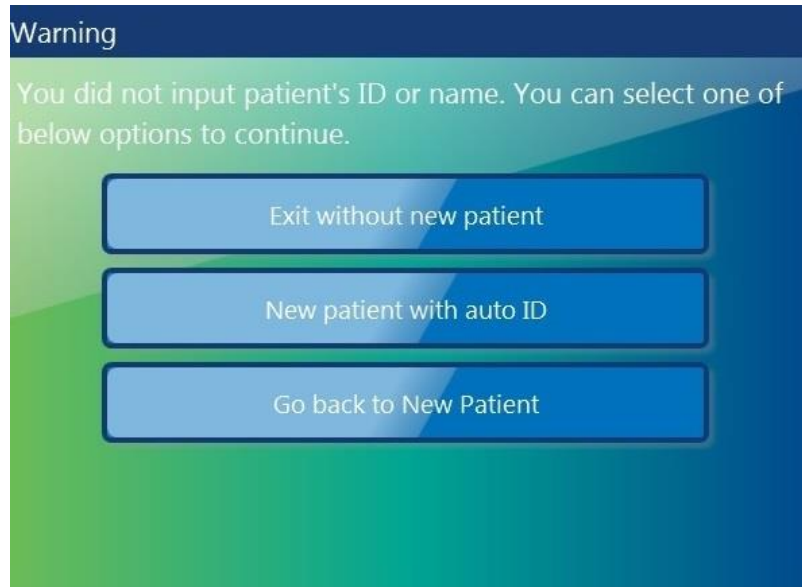 Warning
You did not input patient's ID or name. You can select one of
below options to continue.
Exit without new patient
New patient with auto ID
Go back to New Patient